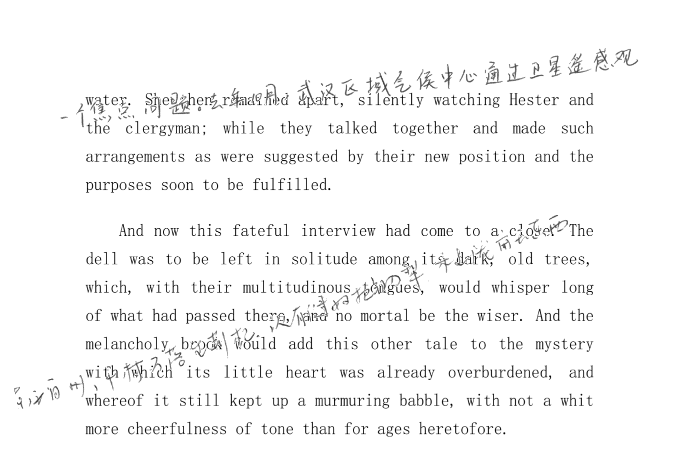 一个焦点问题。去年四月，武汉区域气候中心通过卫星遥感观
water. She then remained apart, silently watching Hester and
the clergyman; while they talked together and made such
arrangements as were suggested by their new position and the
purposes soon to be fulfilled.
And now this fateful interview had come to a close. The
dell was to be left in solitude among its dark, old trees,
which, with their multitudinous tongues, would whisper long
of what had passed there, and no mortal be the wiser. And the
melancholy brook would add this other tale to the mystery
with which its little heart was already overburdened, and
whereof it still kept up a murmuring babble, with not a whit
more cheerfulness of tone than for ages heretofore.